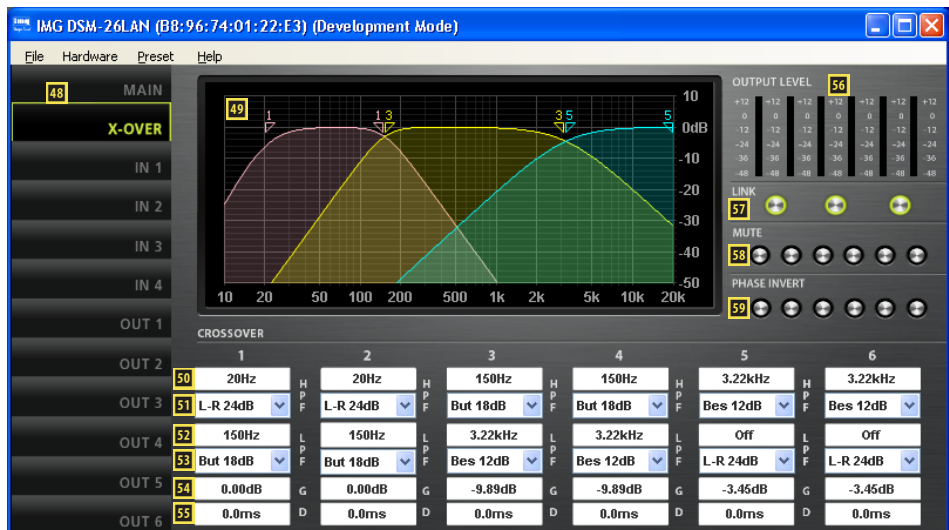 img IMG DSM-26LAN (B8:96:74:01:22:E3) (Development Mode)
File Hardware Preset Help
48 MAIN
X-OVER
IN 1
IN 2
IN 3
IN 4
OUT 1
OUT 2
OUT 3
OUT 4
OUT 5
OUT 6
49
1 1 3 3 5 5
10
0dB
-10
-20
-30
-40
-50
10 20 50 100 200 500 1k 2k 5k 10k 20k
OUTPUT LEVEL 56
+12 +12 +12 +12 +12 +12
0 0 0 0 0 0
-12 -12 -12 -12 -12 -12
-24 -24 -24 -24 -24 -24
-36 -36 -36 -36 -36 -36
-48 -48 -48 -48 -48 -48
LINK
57
MUTE
58
PHASE INVERT
59
CROSSOVER
1 2 3 4 5 6
50 20Hz 20Hz 150Hz 150Hz 3.22kHz 3.22kHz
HPF HPF HPF HPF HPF
51 L-R 24dB L-R 24dB But 18dB But 18dB Bes 12dB Bes 12dB
52 150Hz 150Hz 3.22kHz 3.22kHz Off Off
LPF LPF LPF LPF LPF
53 But 18dB But 18dB Bes 12dB Bes 12dB L-R 24dB L-R 24dB
54 0.00dB G 0.00dB G -9.89dB G -9.89dB G -3.45dB G -3.45dB
55 0.0ms D 0.0ms D 0.0ms D 0.0ms D 0.0ms D 0.0ms